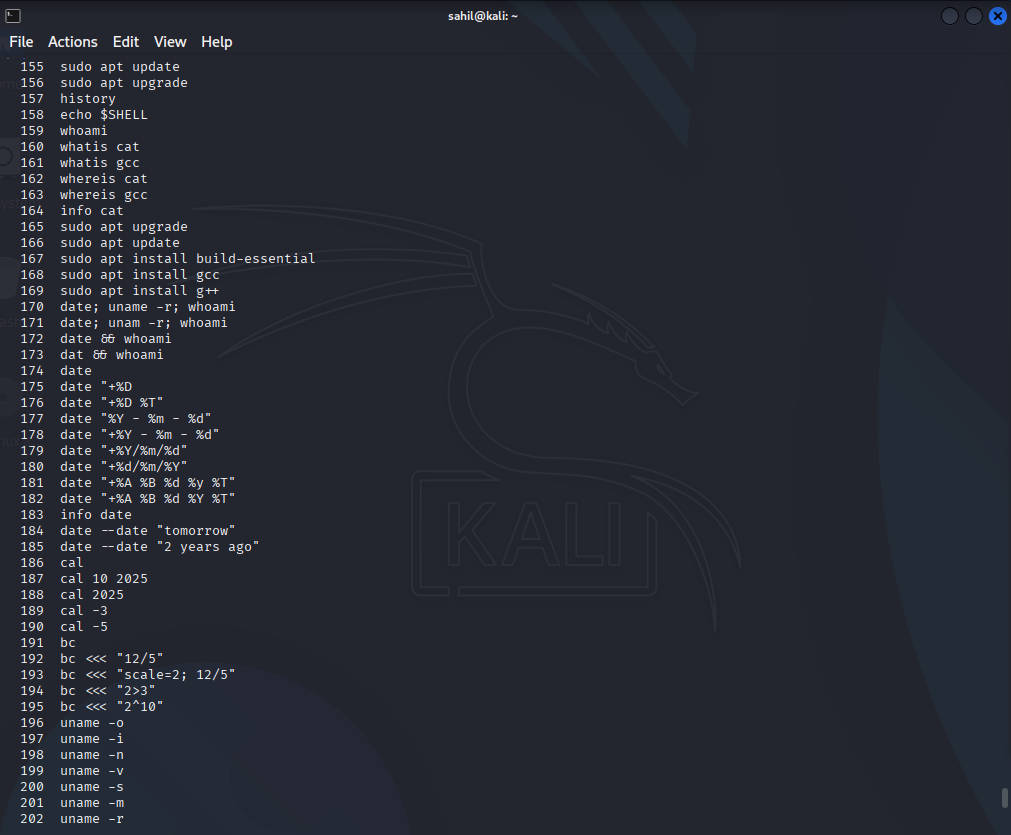 sahil@kali: ~
File Actions Edit View Help
155 sudo apt update
156 sudo apt upgrade
157 history
158 echo $SHELL
159 whoami
160 whatis cat
161 whatis gcc
162 whereis cat
163 whereis gcc
164 info cat
165 sudo apt upgrade
166 sudo apt update
167 sudo apt install build-essential
168 sudo apt install gcc
169 sudo apt install g++
170 date; uname -r; whoami
171 date; unam -r; whoami
172 date && whoami
173 dat && whoami
174 date
175 date "+%D
176 date "+%D %T"
177 date "%Y - %m - %d"
178 date "+%Y - %m - %d"
179 date "+%Y/%m/%d"
180 date "+%d/%m/%Y"
181 date "+%A %B %d %y %T"
182 date "+%A %B %d %Y %T"
183 info date
184 date --date "tomorrow"
185 date --date "2 years ago"
186 cal
187 cal 10 2025
188 cal 2025
189 cal -3
190 cal -5
191 bc
192 bc <<< "12/5"
193 bc <<< "scale=2; 12/5"
194 bc <<< "2>3"
195 bc <<< "2^10"
196 uname -o
197 uname -i
198 uname -n
199 uname -v
200 uname -s
201 uname -m
202 uname -r
KALI